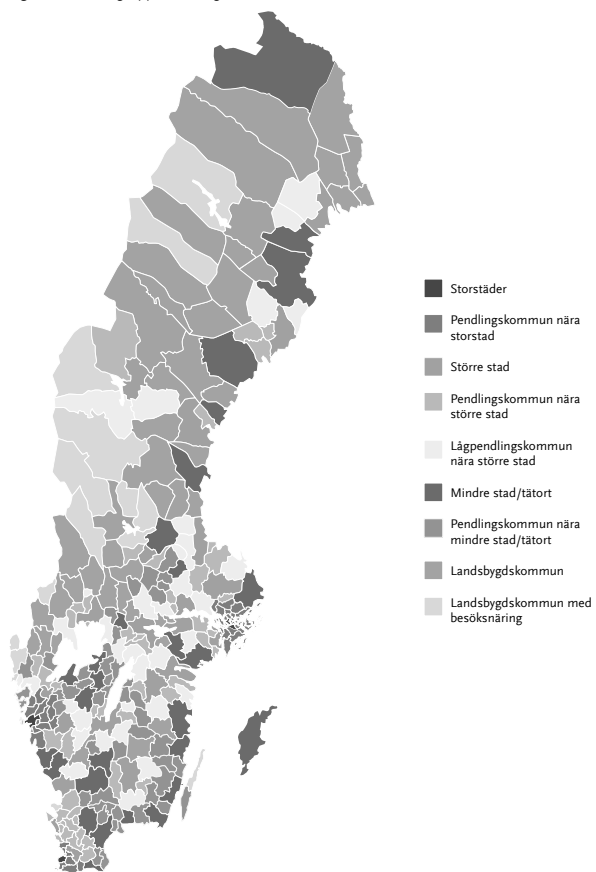 Storstäder
Pendlingskommun nära
storstad
Större stad
Pendlingskommun nära
större stad
Lågpendlingskommun
nära större stad
Mindre stad/tätort
Pendlingskommun nära
mindre stad/tätort
Landsbygdskommun
Landsbygdskommun med
besöksnäring